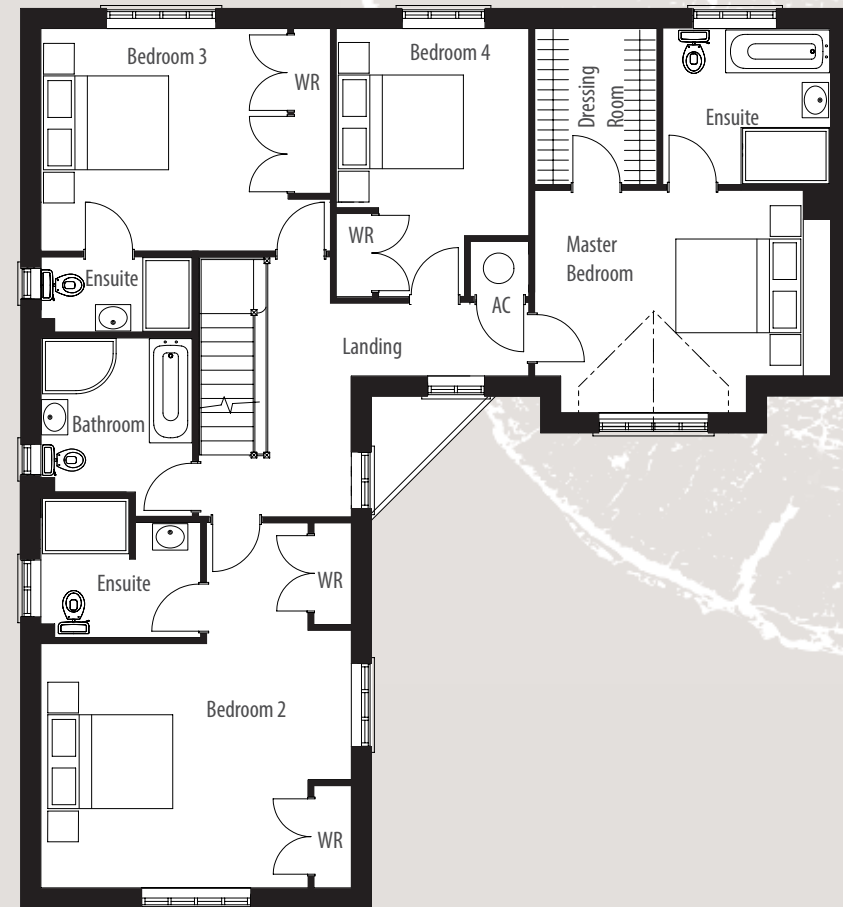 Bedroom 3
WR
Bedroom 4
Dressing
Room
Ensuite
WR
Master
Bedroom
Ensuite
AC
Landing
Bathroom
Ensuite
WR
Bedroom 2
WR